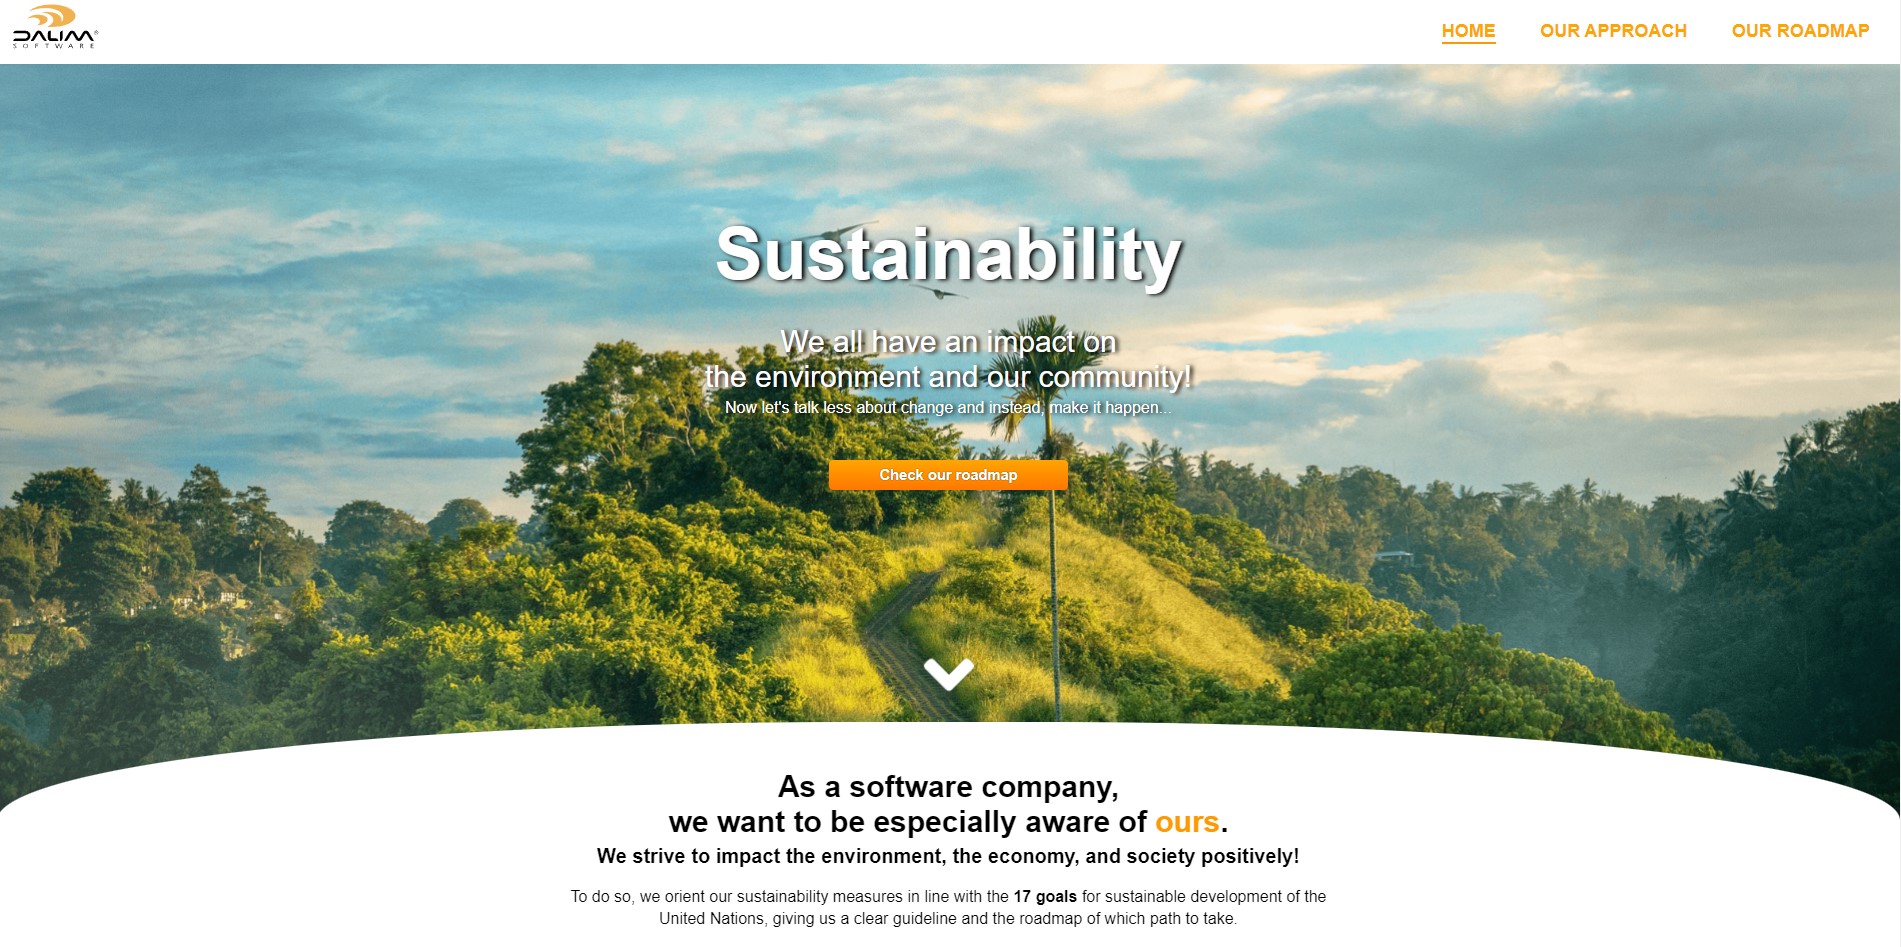 DALIM
SOFTWARE
HOME
OUR APPROACH
OUR ROADMAP
Sustainability
We all have an impact on
the environment and our community!
Now let's talk less about change and instead, make it happen...
Check our roadmap
As a software company,
we want to be especially aware of ours.
We strive to impact the environment, the economy, and society positively!
To do so, we orient our sustainability measures in line with the 17 goals for sustainable development of the
United Nations, giving us a clear guideline and the roadmap of which path to take.